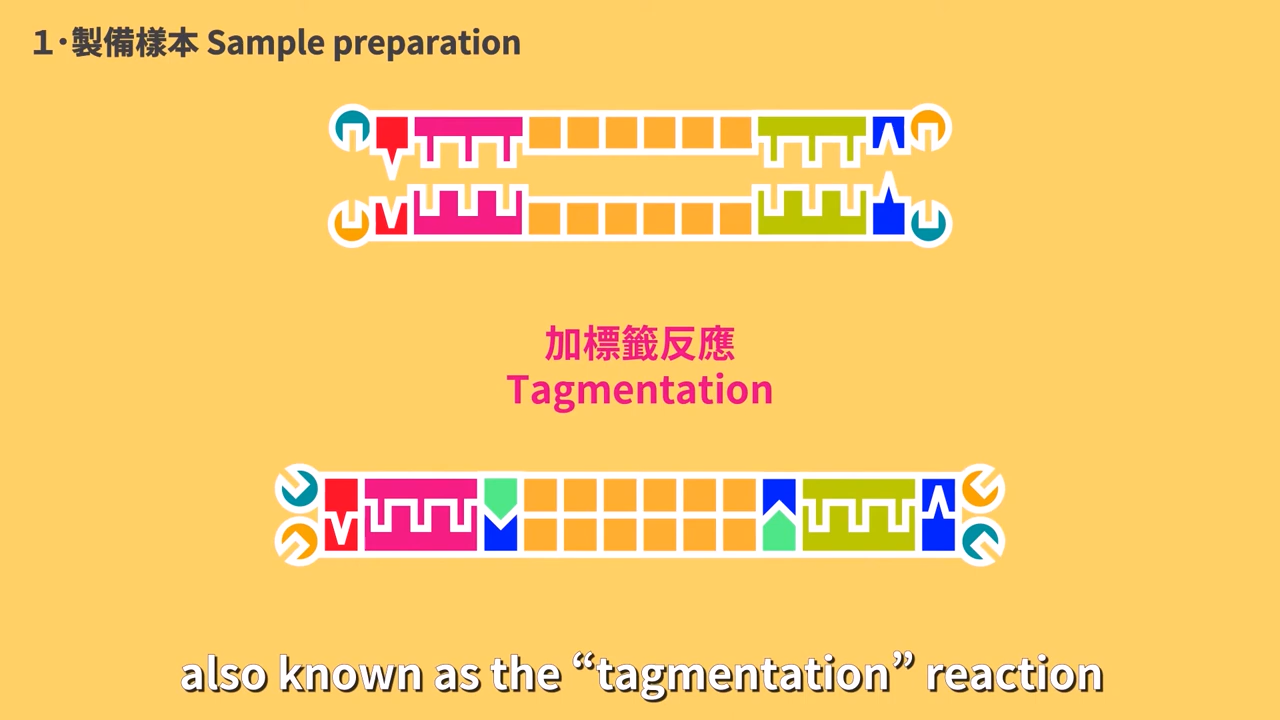 1·製備樣本 Sample preparation
加標籤反應
Tagmentation
also known as the “tagmentation” reaction